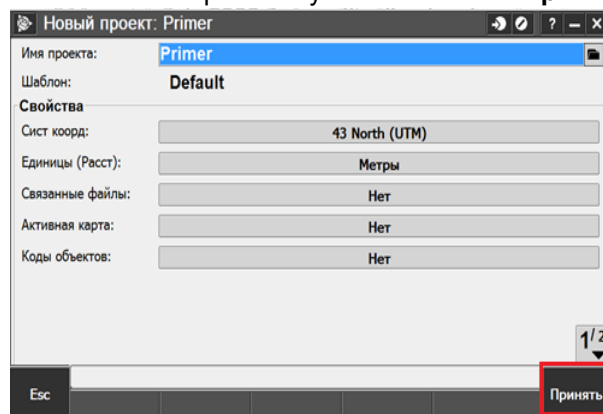 Новый проект: Primer
? – ×
Имя проекта: Primer
Шаблон: Default
Свойства
Сист коорд: 43 North (UTM)
Единицы (Расст): Метры
Связанные файлы: Нет
Активная карта: Нет
Коды объектов: Нет
1/2
Esc Принять